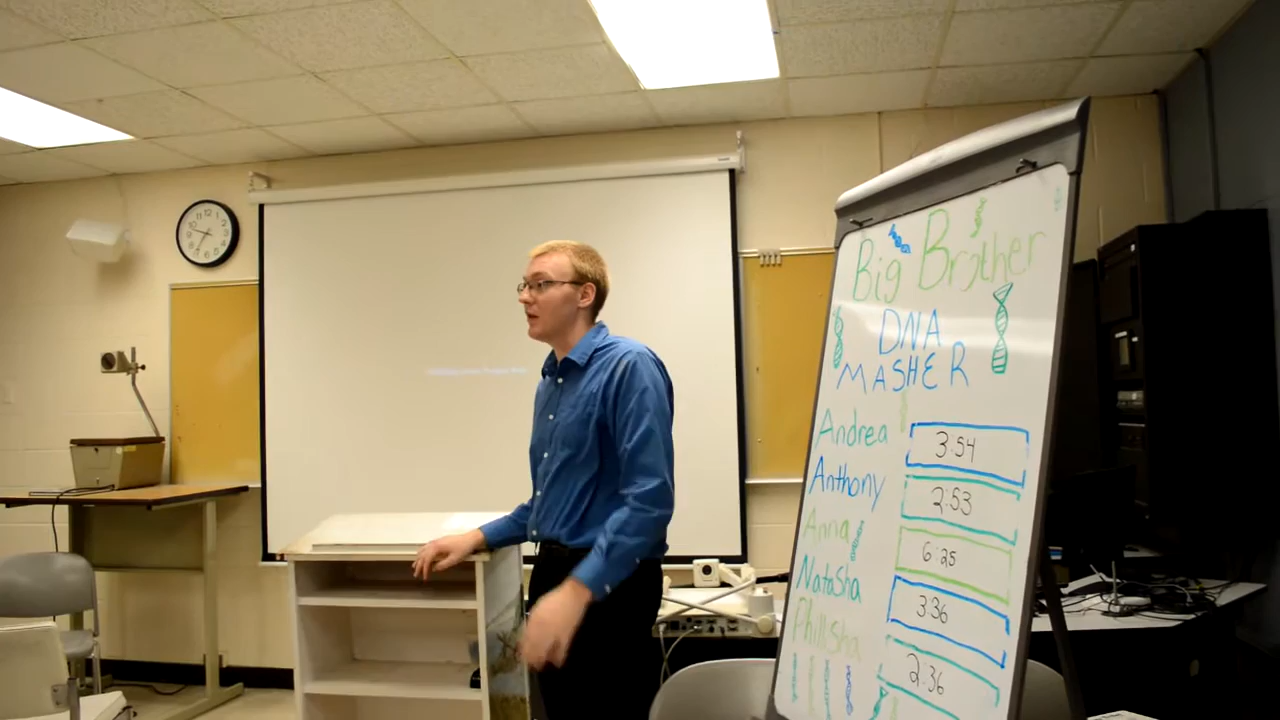 Big Brother
DNA
MASHER
Andrea 3:54
Anthony 2:53
Anna 6:25
Natasha 3:36
Phillisha 2:36